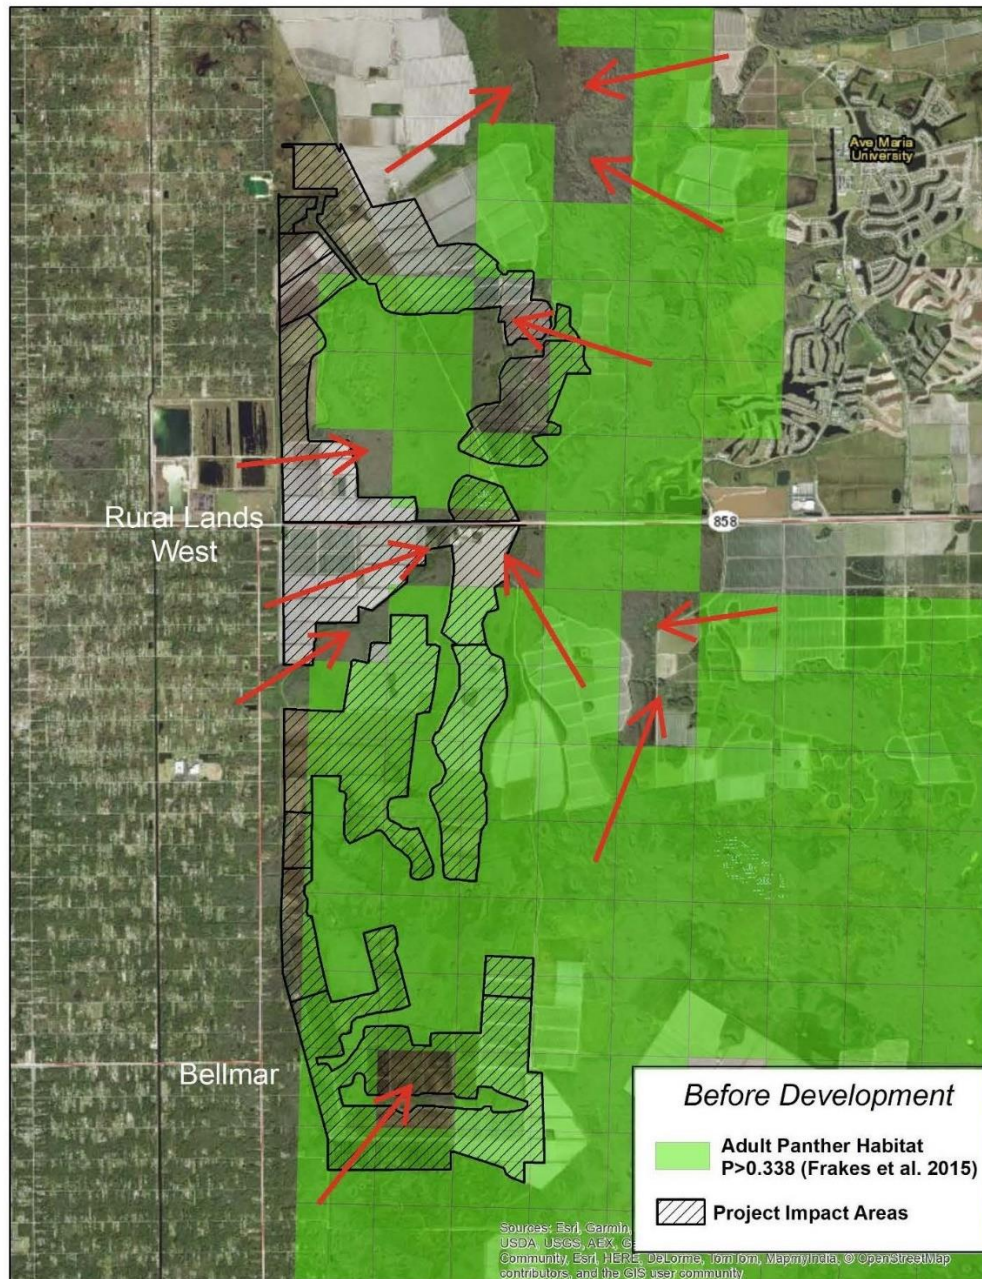 Ave Maria
University
Rural Lands
West
858
Bellmar
Before Development
Adult Panther Habitat
P>0.338 (Frakes et al. 2015)
Project Impact Areas
Sources: Esri, Garmin,
USDA, USGS, AEX,
Community, Esri, HERE, DeLorme, TomTom, MapmyIndia, © OpenStreetMap
contributors, and the GIS user community